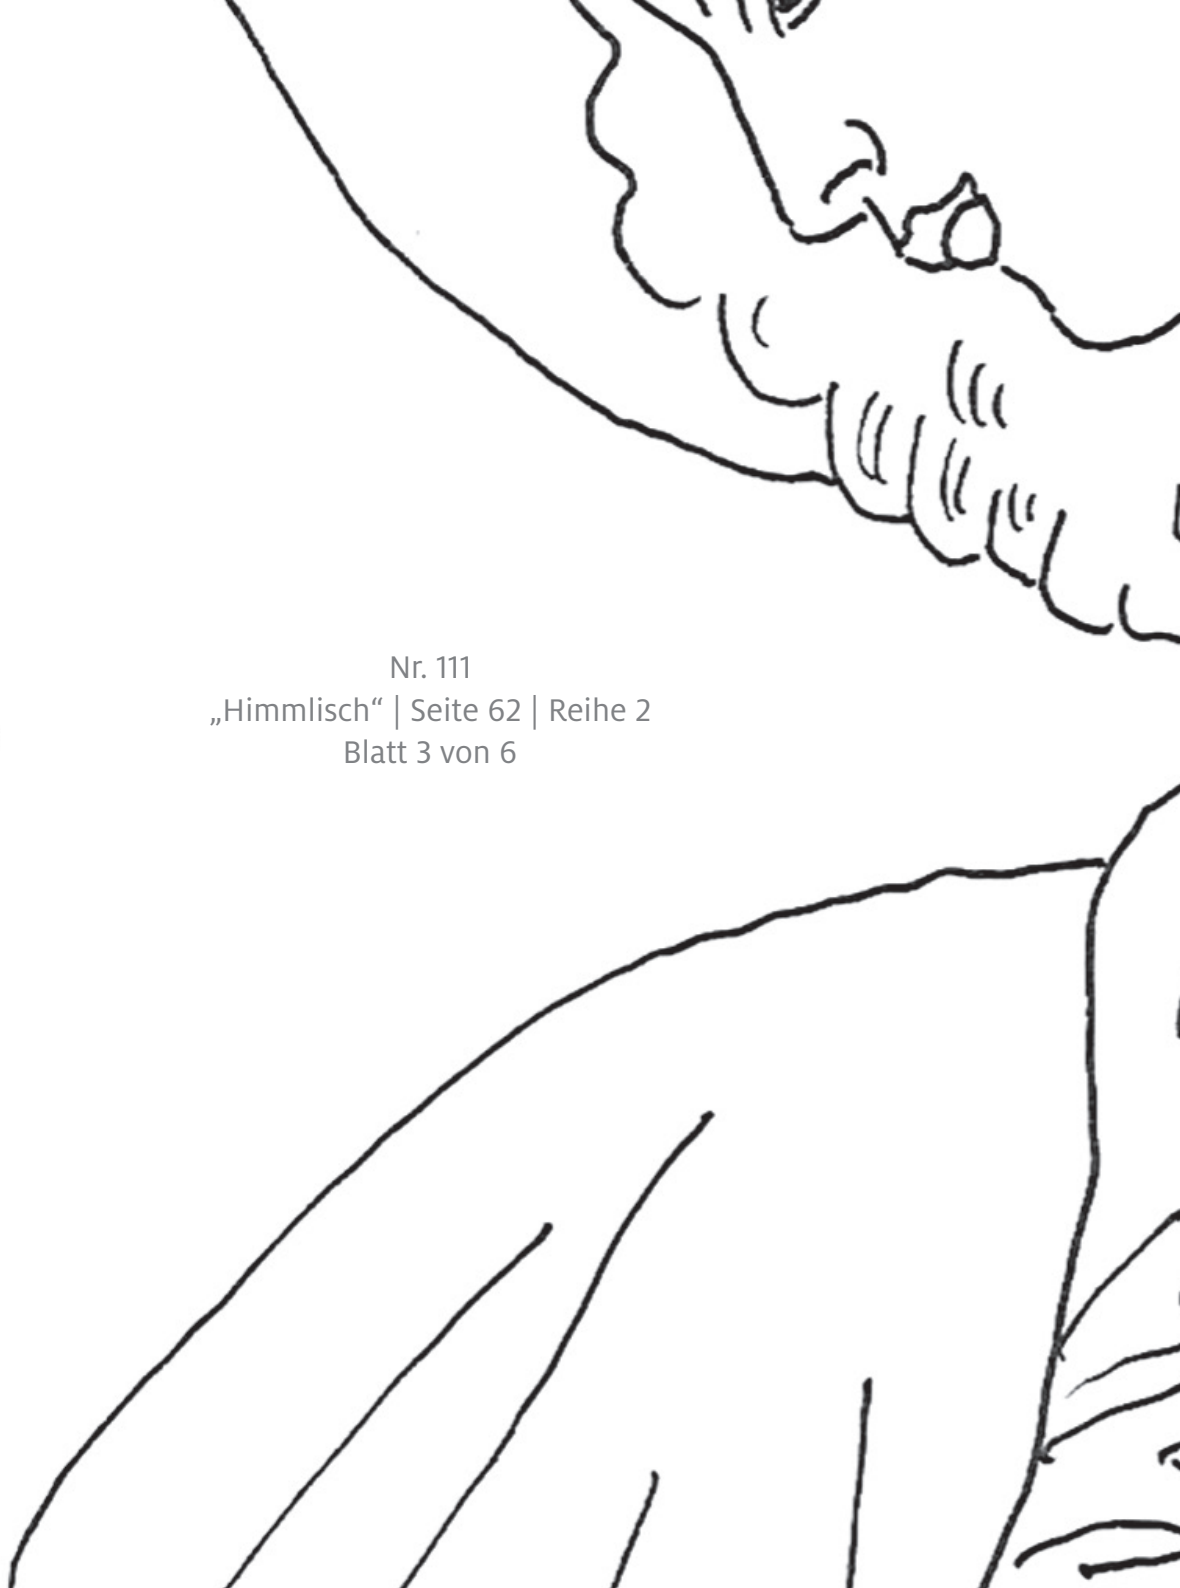 Nr. 111
„Himmlisch“ | Seite 62 | Reihe 2
Blatt 3 von 6